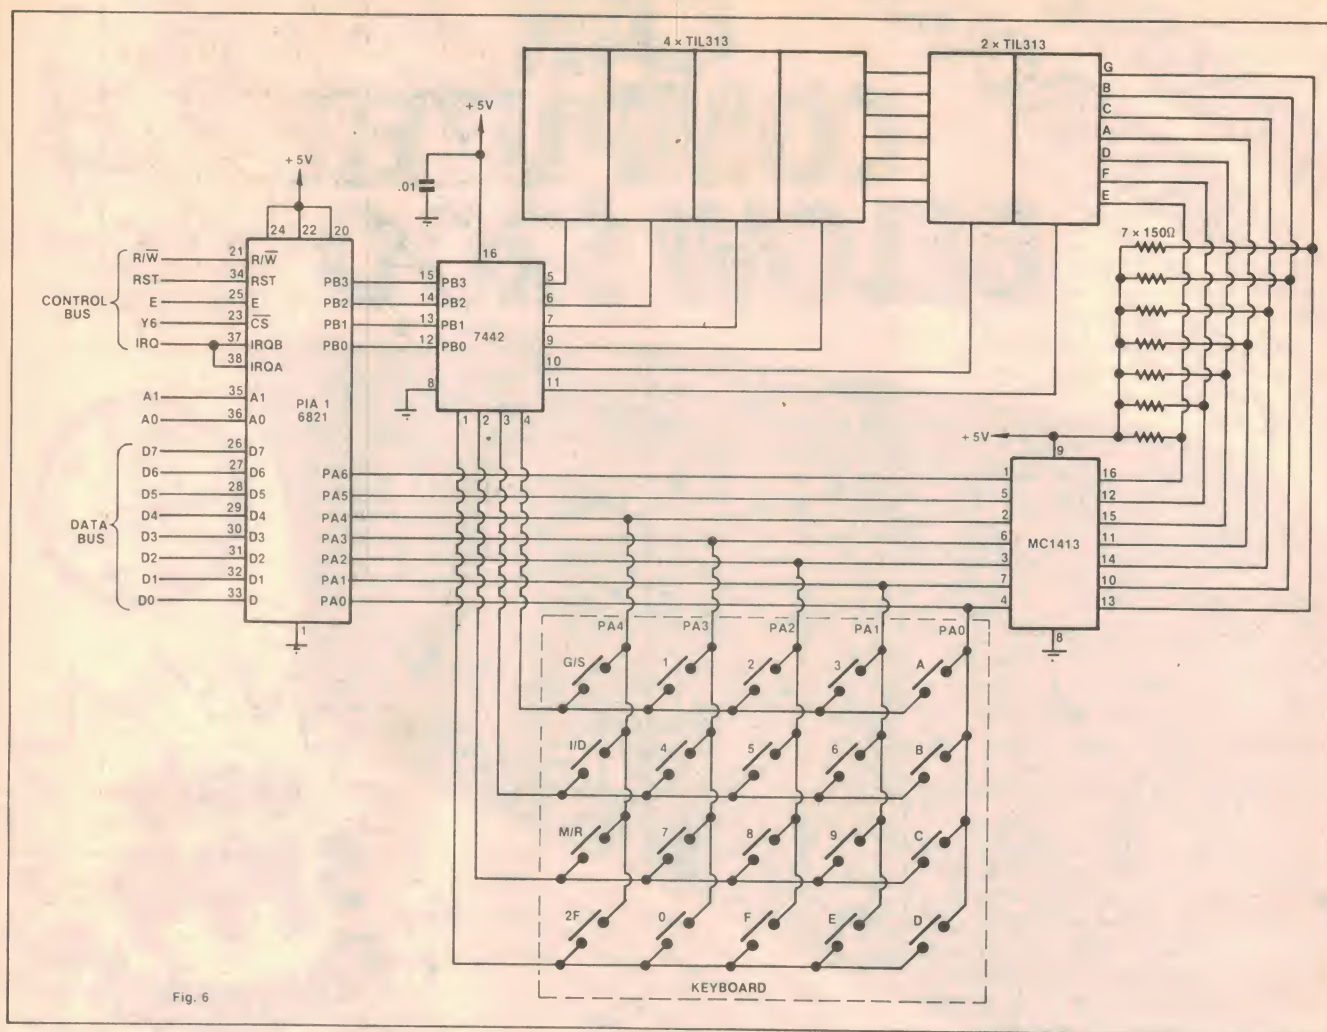 4 × TIL313
2 × TIL313
G
B
C
A
D
F
E
+5V
.01
+5V
24 22 20
16
7 × 150Ω
CONTROL BUS
R/W̅ 21 R/W̅
RST 34 RST
E 25 E
Y6 23 C̅S̅
IRQ 37 IRQB
38 IRQA
A1 35 A1
A0 36 A0
PIA 1
6821
DATA BUS
D7 26 D7
D6 27 D6
D5 28 D5
D4 29 D4
D3 30 D3
D2 31 D2
D1 32 D1
D0 33 D
1
PB3 15 PB3
PB2 14 PB2
PB1 13 PB1
PB0 12 PB0
7442
8
5
6
7
9
10
11
1 2 3 4
PA6
PA5
PA4
PA3
PA2
PA1
PA0
+5V
9
1
5
2
6
3
7
4
MC1413
16
12
15
11
14
10
13
8
PA4 PA3 PA2 PA1 PA0
G/S 1 2 3 A
I/D 4 5 6 B
M/R 7 8 9 C
2F 0 F E D
KEYBOARD
Fig. 6